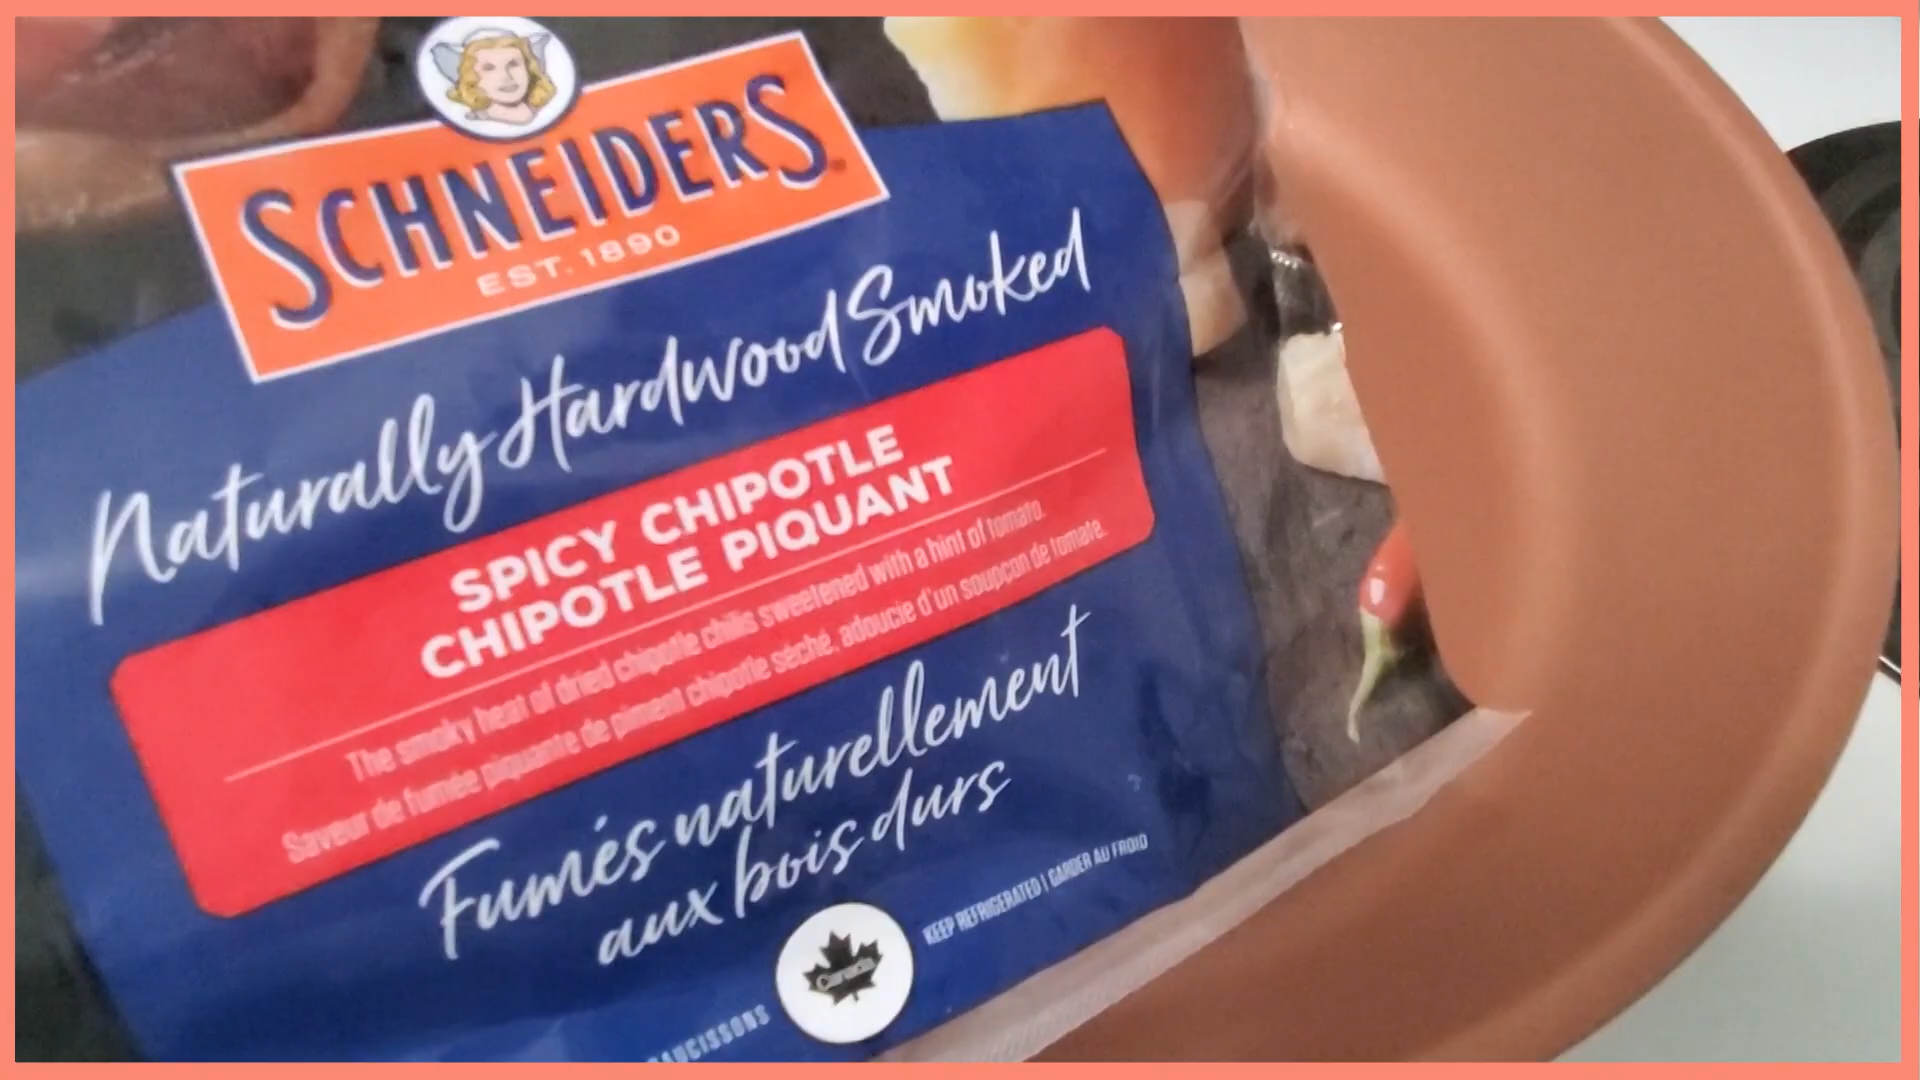 SCHNEIDERS
EST. 1890
Naturally Hardwood Smoked
SPICY CHIPOTLE
CHIPOTLE PIQUANT
The smoky heat of dried chipotle chilis sweetened with a hint of tomato.
Saveur de fumée piquante de piment chipotle séché, adoucie d'un soupçon de tomate.
Fumés naturellement
aux bois durs
KEEP REFRIGERATED | GARDER AU FROID
Canada